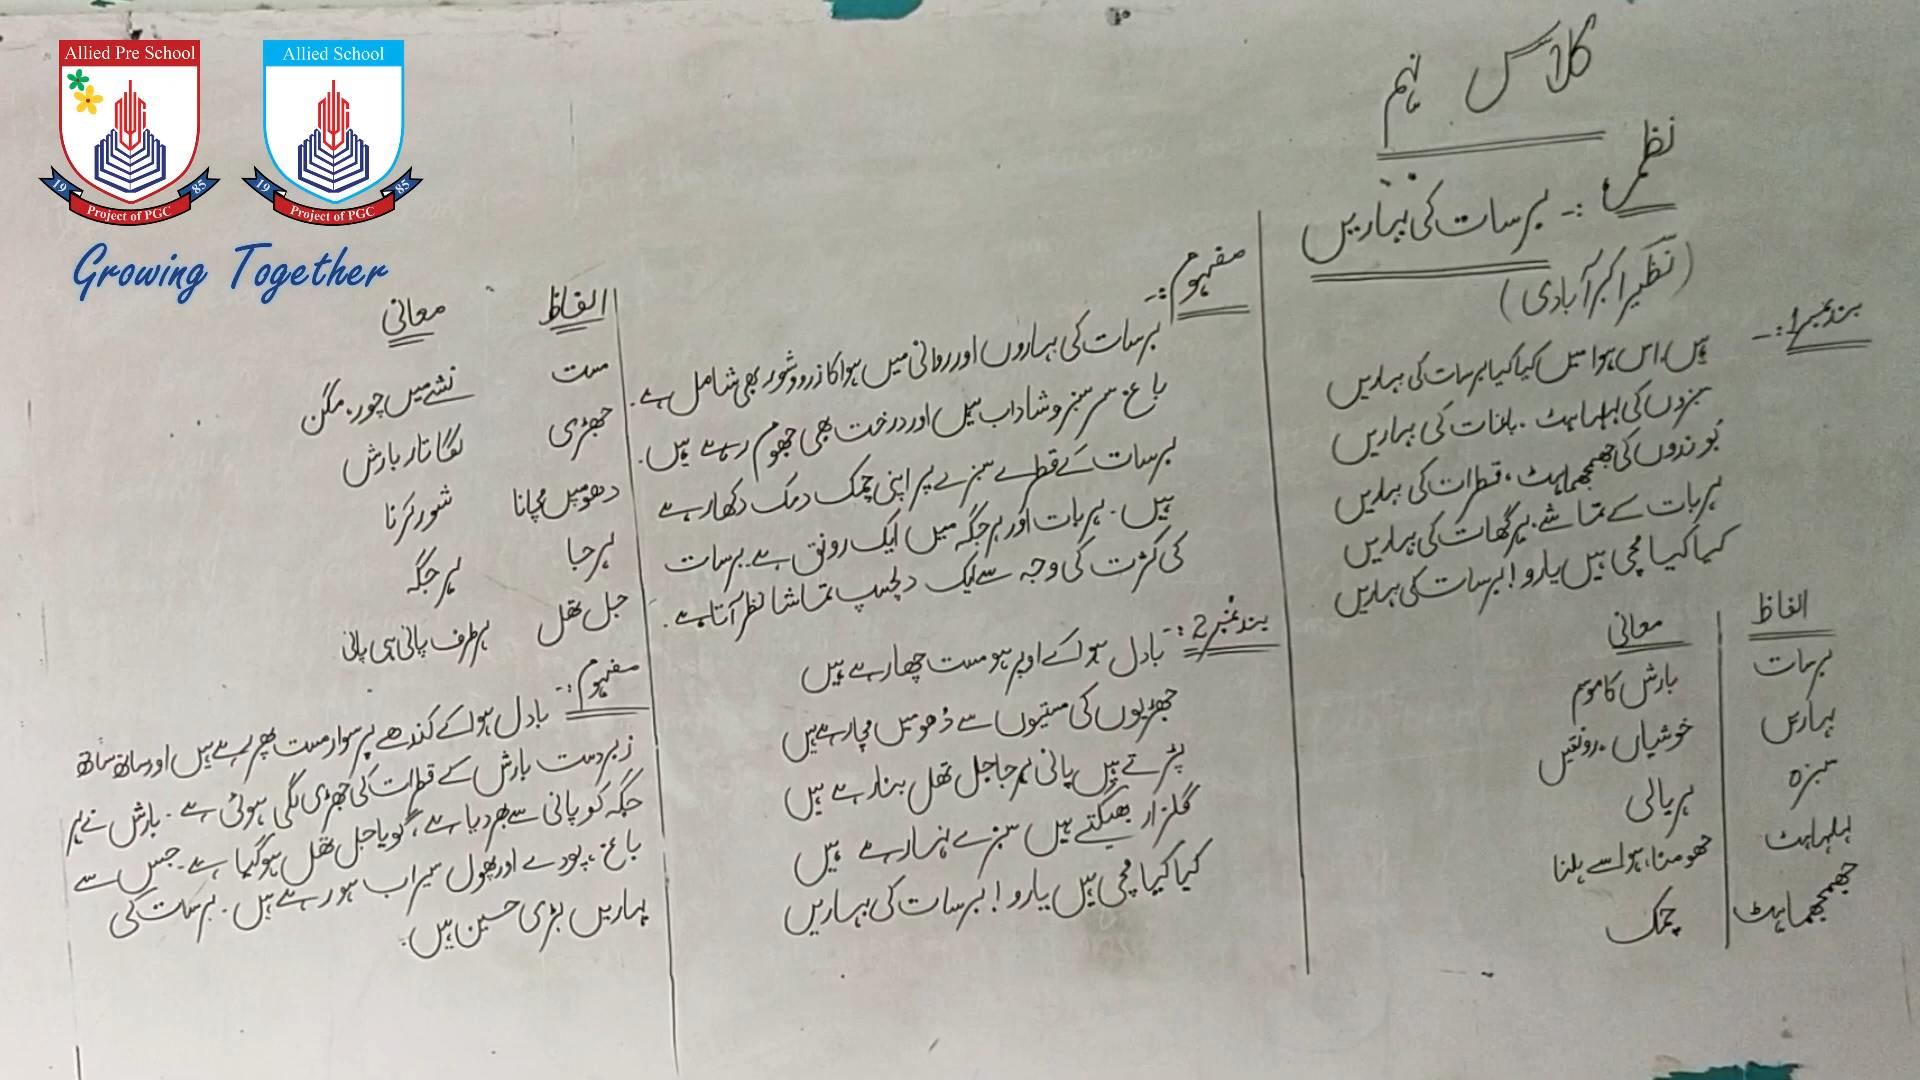 Allied Pre School
19 85
Project of PGC
Allied School
19 85
Project of PGC
Growing Together
کلاس نہم
نظم :- برسات کی بہاریں
(نظیر اکبر آبادی)
بند نمبر 1 :-
ہیں اس ہوا میں کیا کیا برسات کی بہاریں
سبزوں کی لہلہاہٹ ، باغات کی بہاریں
بوندوں کی جھمجھماہٹ ، قطرات کی بہاریں
ہر بات کے تماشے، ہر گھات کی بہاریں
کیا کیا مچی ہیں یارو ! برسات کی بہاریں
الفاظ معانی
برسات بارش کا موسم
بہاریں خوشیاں ، رونقیں
سبزہ ہریالی
لہلہاہٹ جھومنا، ہوا سے ہلنا
جھمجھماہٹ چمک
مفہوم :-
برسات کی بہاروں اور روانی میں ہوا کا زور و شور بھی شامل ہے ۔
باغ سر سبز و شاداب ہیں اور درخت بھی جھوم رہے ہیں ۔
برسات کے قطرے سبزے پر اپنی چمک دمک دکھا رہے
ہیں ۔ ہر بات اور ہر جگہ میں ایک رونق ہے ۔ برسات
کی کثرت کی وجہ سے ایک دلچسپ تماشا نظر آتا ہے ۔
بند نمبر 2 :- بادل ہوا کے اوپر ہو مست چھا رہے ہیں
جھڑیوں کی مستیوں سے دھومیں مچا رہے ہیں
پڑتے ہیں پانی ہر جا جل تھل بنا رہے ہیں
گلزار بھیگتے ہیں سبزے نہا رہے ہیں
کیا کیا مچی ہیں یارو ! برسات کی بہاریں
الفاظ معانی
مست نشے میں چور ، مگن
جھڑی لگاتار بارش
دھومیں مچانا شور کرنا
ہر جا ہر جگہ
جل تھل ہر طرف پانی ہی پانی
مفہوم :- بادل ہوا کے کندھے پر سوار مست پھر رہے ہیں اور ساتھ ساتھ
زبردست بارش کے قطرات کی جھڑی لگی ہوئی ہے ۔ بارش نے ہر
جگہ کو پانی سے بھر دیا ہے ، گویا جل تھل ہو گیا ہے ۔ جس سے
باغ ، پودے اور پھول سیراب ہو رہے ہیں ۔ برسات کی
بہاریں بڑی حسین ہیں ۔